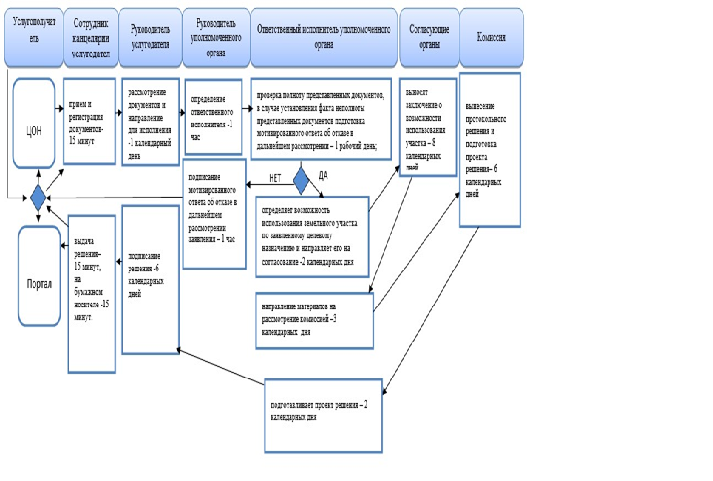 Услугополучат
ель
Сотрудник
канцелярии
услугодател
Руководитель
услугодателя
Руководитель
уполномоченного
органа
Ответственный исполнитель уполномоченного
органа
Согласующие
органы
Комиссия
ЦОН
прием и
регистрация
документов-
15 минут
рассмотрение
документов и
направление
для исполнения
-1 календарный
день
определение
ответственного
исполнителя -1
час
проверка полноту представленных документов,
в случае установления факта неполноты
представленных документов подготовка
мотивированного ответа об отказе в
дальнейшем рассмотрении – 1 рабочий день;
выносят
заключение о
возможности
использования
участка – 8
календарных
дней
вынесение
протокольного
решения и
подготовка
проекта
решения– 6
календарных
дней
НЕТ
ДА
подписание
мотивированного
ответа об отказе в
дальнейшем
рассмотрении
заявления – 1 час
определяет возможность
использования земельного участка
по заявленному целевому
назначению и направляет его на
согласование -2 календарных дня
Портал
выдача
решения–
15 минут,
на
бумажном
носителе -15
минут.
подписание
решения -6
календарных
дней
направление материалов на
рассмотрение комиссией –3
календарных дня
подготавливает проект решения – 2
календарных дня